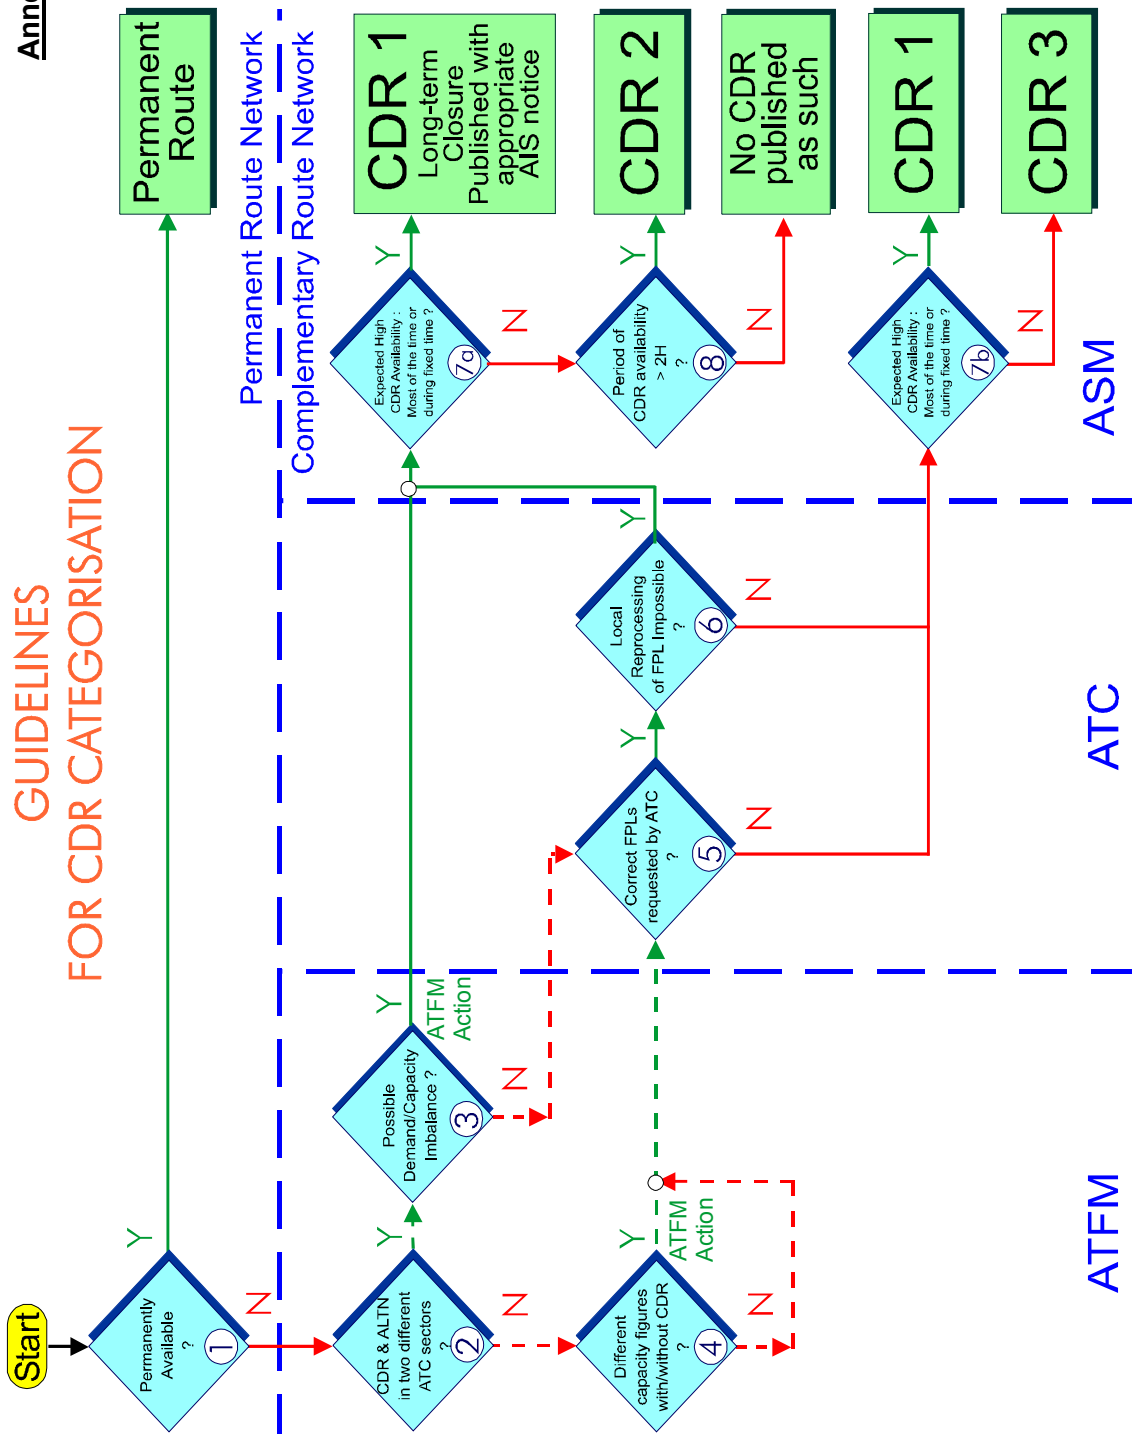 GUIDELINES
FOR CDR CATEGORISATION
Start
Permanently
Available
?
1
Y
N
Permanent
Route
Permanent Route Network
Complementary Route Network
CDR & ALTN
in two different
ATC sectors
?
2
Y
N
Possible
Demand/Capacity
Imbalance ?
3
Y
ATFM
Action
N
Expected High
CDR Availability :
Most of the time or
during fixed time ?
7a
Y
N
CDR 1
Long-term
Closure
Published with
appropriate
AIS notice
Different
capacity figures
with/without CDR
?
4
Y
ATFM
Action
N
Correct FPLs
requested by ATC
?
5
Y
N
Local
Reprocessing
of FPL Impossible
?
6
Y
N
Period of
CDR availability
> 2H
?
8
Y
N
CDR 2
No CDR
published
as such
Expected High
CDR Availability :
Most of the time or
during fixed time ?
7b
Y
N
CDR 1
CDR 3
ATFM
ATC
ASM